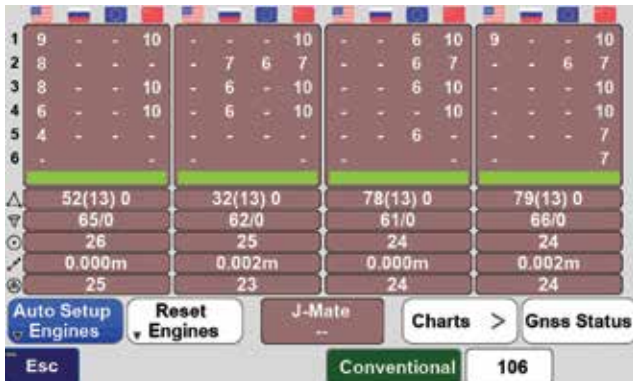 1 9 - - 10 - - - 10 - - 6 10 9 - - 10
2 8 - - - - 7 6 7 - - 6 7 - - 6 7
3 8 - - 10 - 6 - 10 - - 6 10 - - - 10
4 6 - - 10 - 6 - 10 - - - 10 - - - 10
5 4 - - - - - - - - - 6 - - - - 7
6 - - - - - - 7
52(13) 0 32(13) 0 78(13) 0 79(13) 0
65/0 62/0 61/0 66/0
26 25 24 24
0.000m 0.002m 0.000m 0.002m
25 23 24 24
Auto Setup Engines
Reset Engines
J-Mate
--
Charts >
Gnss Status
Esc
Conventional
106